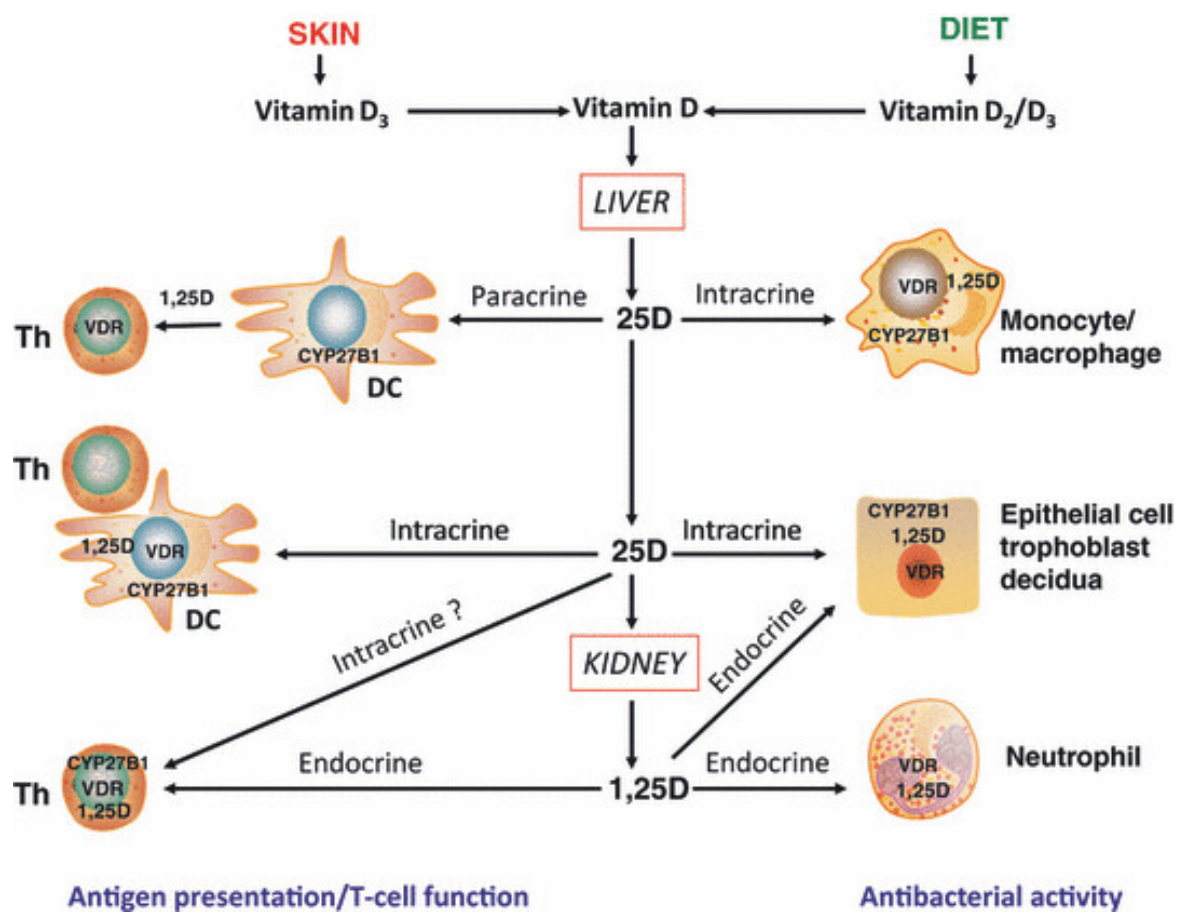 SKIN
DIET
Vitamin D₃
Vitamin D
Vitamin D₂/D₃
LIVER
1,25D
Th
VDR
CYP27B1
DC
Paracrine
25D
Intracrine
VDR
1,25D
CYP27B1
Monocyte/
macrophage
Th
1,25D
VDR
CYP27B1
DC
Intracrine
25D
Intracrine
CYP27B1
1,25D
VDR
Epithelial cell
trophoblast
decidua
Intracrine ?
KIDNEY
Endocrine
Th
CYP27B1
VDR
1,25D
Endocrine
1,25D
Endocrine
VDR
1,25D
Neutrophil
Antigen presentation/T-cell function
Antibacterial activity